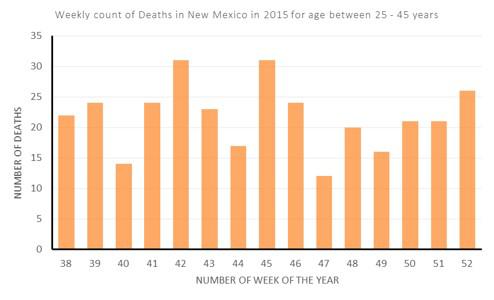 Weekly count of Deaths in New Mexico in 2015 for age between 25 - 45 years
35
30
25
20
15
10
5
0
NUMBER OF DEATHS
38 39 40 41 42 43 44 45 46 47 48 49 50 51 52
NUMBER OF WEEK OF THE YEAR